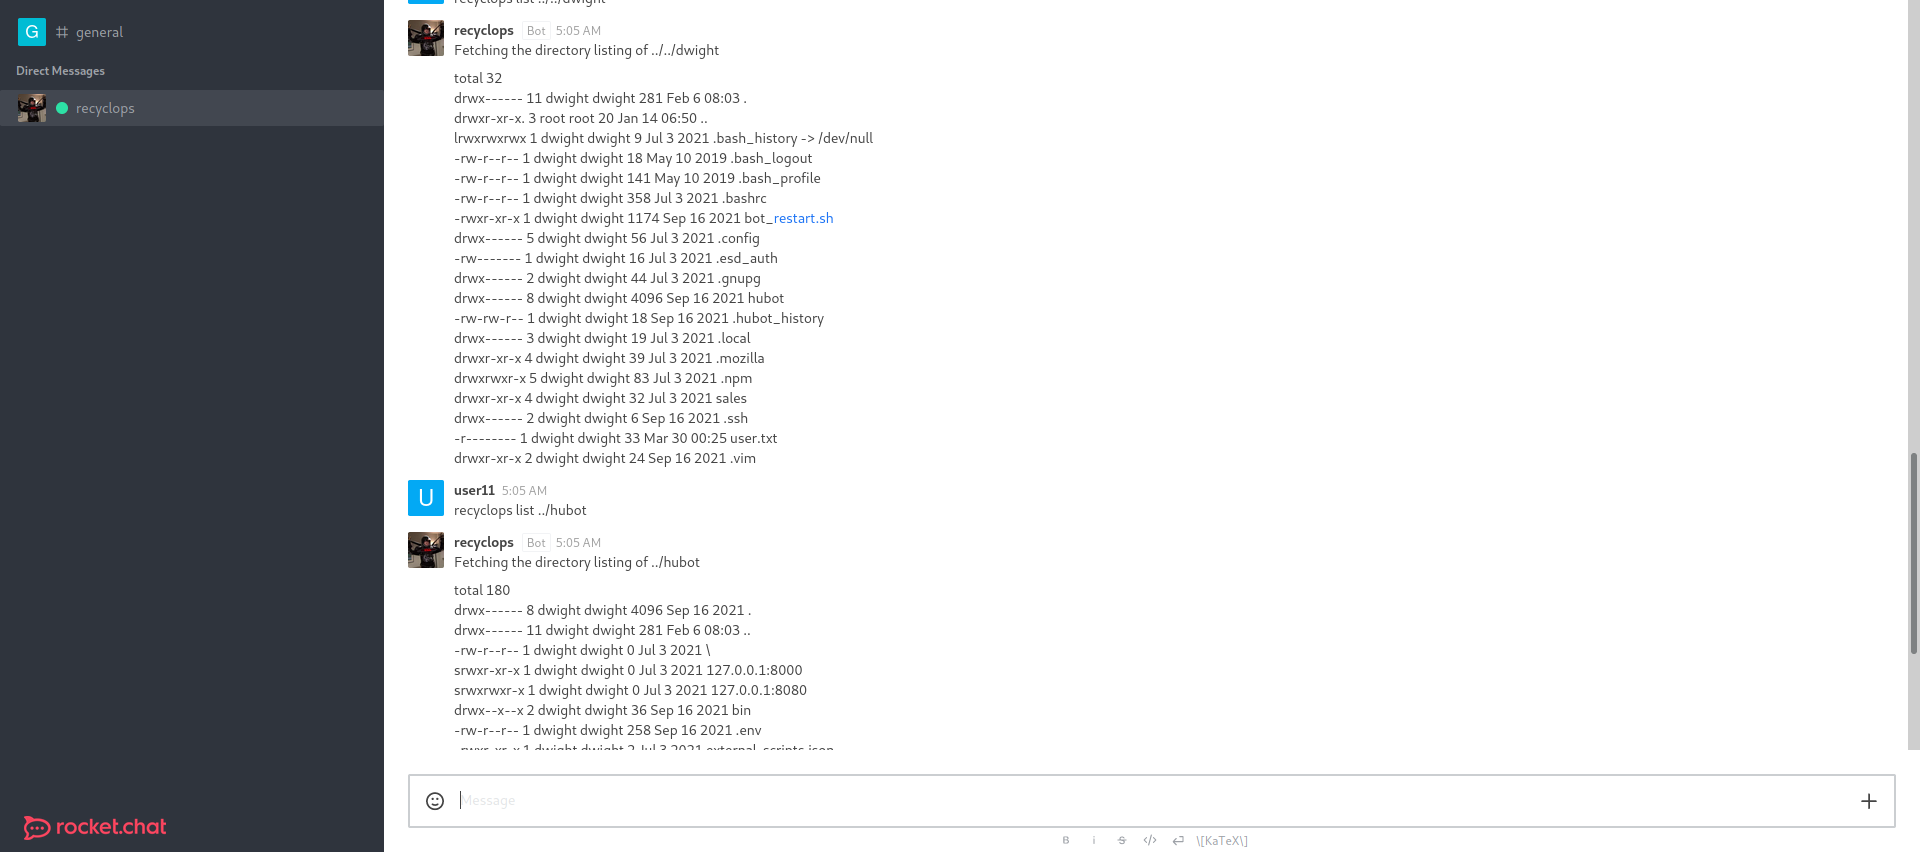 G
# general
Direct Messages
recyclops
rocket.chat
recyclops list ../../dwight
recyclops Bot 5:05 AM
Fetching the directory listing of ../../dwight
total 32
drwx------ 11 dwight dwight 281 Feb 6 08:03 .
drwxr-xr-x. 3 root root 20 Jan 14 06:50 ..
lrwxrwxrwx 1 dwight dwight 9 Jul 3 2021 .bash_history -> /dev/null
-rw-r--r-- 1 dwight dwight 18 May 10 2019 .bash_logout
-rw-r--r-- 1 dwight dwight 141 May 10 2019 .bash_profile
-rw-r--r-- 1 dwight dwight 358 Jul 3 2021 .bashrc
-rwxr-xr-x 1 dwight dwight 1174 Sep 16 2021 bot_restart.sh
drwx------ 5 dwight dwight 56 Jul 3 2021 .config
-rw------- 1 dwight dwight 16 Jul 3 2021 .esd_auth
drwx------ 2 dwight dwight 44 Jul 3 2021 .gnupg
drwx------ 8 dwight dwight 4096 Sep 16 2021 hubot
-rw-rw-r-- 1 dwight dwight 18 Sep 16 2021 .hubot_history
drwx------ 3 dwight dwight 19 Jul 3 2021 .local
drwxr-xr-x 4 dwight dwight 39 Jul 3 2021 .mozilla
drwxrwxr-x 5 dwight dwight 83 Jul 3 2021 .npm
drwxr-xr-x 4 dwight dwight 32 Jul 3 2021 sales
drwx------ 2 dwight dwight 6 Sep 16 2021 .ssh
-r-------- 1 dwight dwight 33 Mar 30 00:25 user.txt
drwxr-xr-x 2 dwight dwight 24 Sep 16 2021 .vim
U
user11 5:05 AM
recyclops list ../hubot
recyclops Bot 5:05 AM
Fetching the directory listing of ../hubot
total 180
drwx------ 8 dwight dwight 4096 Sep 16 2021 .
drwx------ 11 dwight dwight 281 Feb 6 08:03 ..
-rw-r--r-- 1 dwight dwight 0 Jul 3 2021 \
srwxr-xr-x 1 dwight dwight 0 Jul 3 2021 127.0.0.1:8000
srwxrwxr-x 1 dwight dwight 0 Jul 3 2021 127.0.0.1:8080
drwx--x--x 2 dwight dwight 36 Sep 16 2021 bin
-rw-r--r-- 1 dwight dwight 258 Sep 16 2021 .env
-rwxr-xr-x 1 dwight dwight 2 Jul 3 2021 external-scripts.json
Message
B i S </> \[KaTeX\]